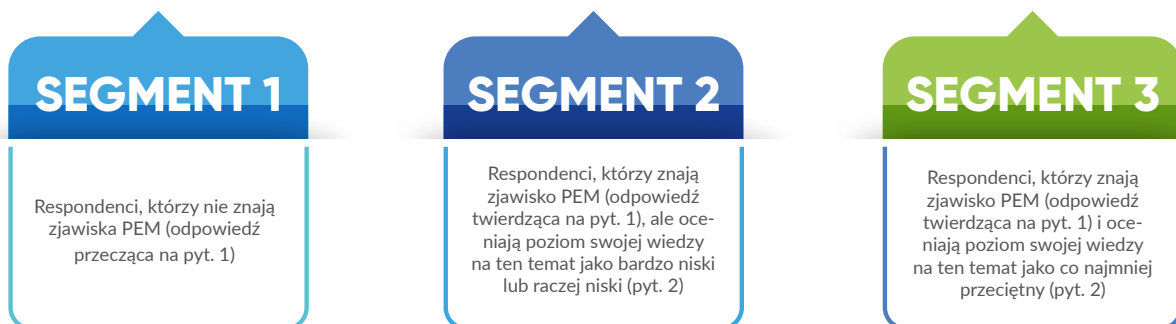 SEGMENT 1
Respondenci, którzy nie znają
zjawiska PEM (odpowiedź
przecząca na pyt. 1)
SEGMENT 2
Respondenci, którzy znają
zjawisko PEM (odpowiedź
twierdząca na pyt. 1), ale oce-
niają poziom swojej wiedzy
na ten temat jako bardzo niski
lub raczej niski (pyt. 2)
SEGMENT 3
Respondenci, którzy znają
zjawisko PEM (odpowiedź
twierdząca na pyt. 1) i oce-
niają poziom swojej wiedzy
na ten temat jako co najmniej
przeciętny (pyt. 2)